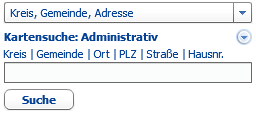 Kreis, Gemeinde, Adresse
Kartensuche: Administrativ
Kreis | Gemeinde | Ort | PLZ | Straße | Hausnr.
Suche